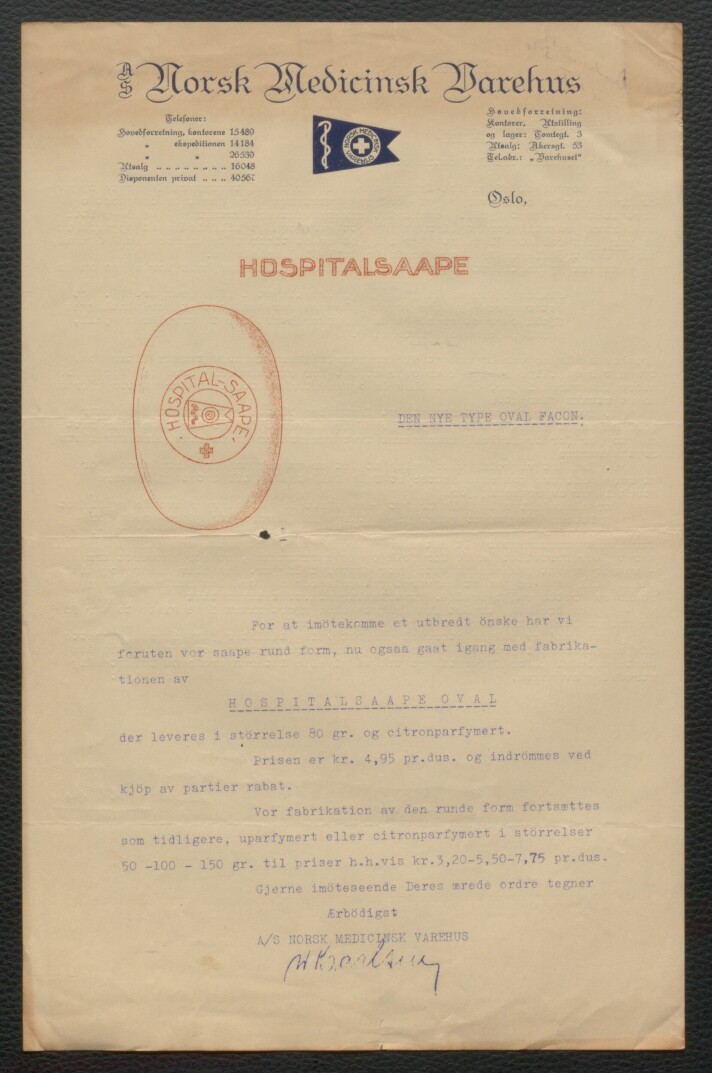 A/S Norsk Medicinsk Varehus
Telefoner:
Hovedforretning, kontorene 15480
" ekspeditionen 14184
" " 26530
Utsalg .. .. .. .. .. .. .. 16048
Disponenten privat .. .. .. 40567
NORSK MEDICINSK VAREHUS
Hovedforretning:
Kontorer, Utstilling
og lager: Tomtegt. 3
Utsalg: Akersgt. 53
Tel.adr.: „Varehuset"
Oslo,
HOSPITALSAAPE
HOSPITAL-SAAPE
DEN NYE TYPE OVAL FACON.
For at imötekomme et utbredt önske har vi
foruten vor saape rund form, nu ogsaa gaat igang med fabrika-
tionen av
HOSPITALSAAPE OVAL
der leveres i störrelse 80 gr. og citronparfymert.
Prisen er kr. 4,95 pr.dus. og indrömmes ved
kjöp av partier rabat.
Vor fabrikation av den runde form fortsættes
som tidligere, uparfymert eller citronparfymert i störrelser
50 -100 - 150 gr. til priser h.h.vis kr.3,20-5,50-7,75 pr.dus.
Gjerne imöteseende Deres ærede ordre tegner
Ærbödigst
A/S NORSK MEDICINSK VAREHUS